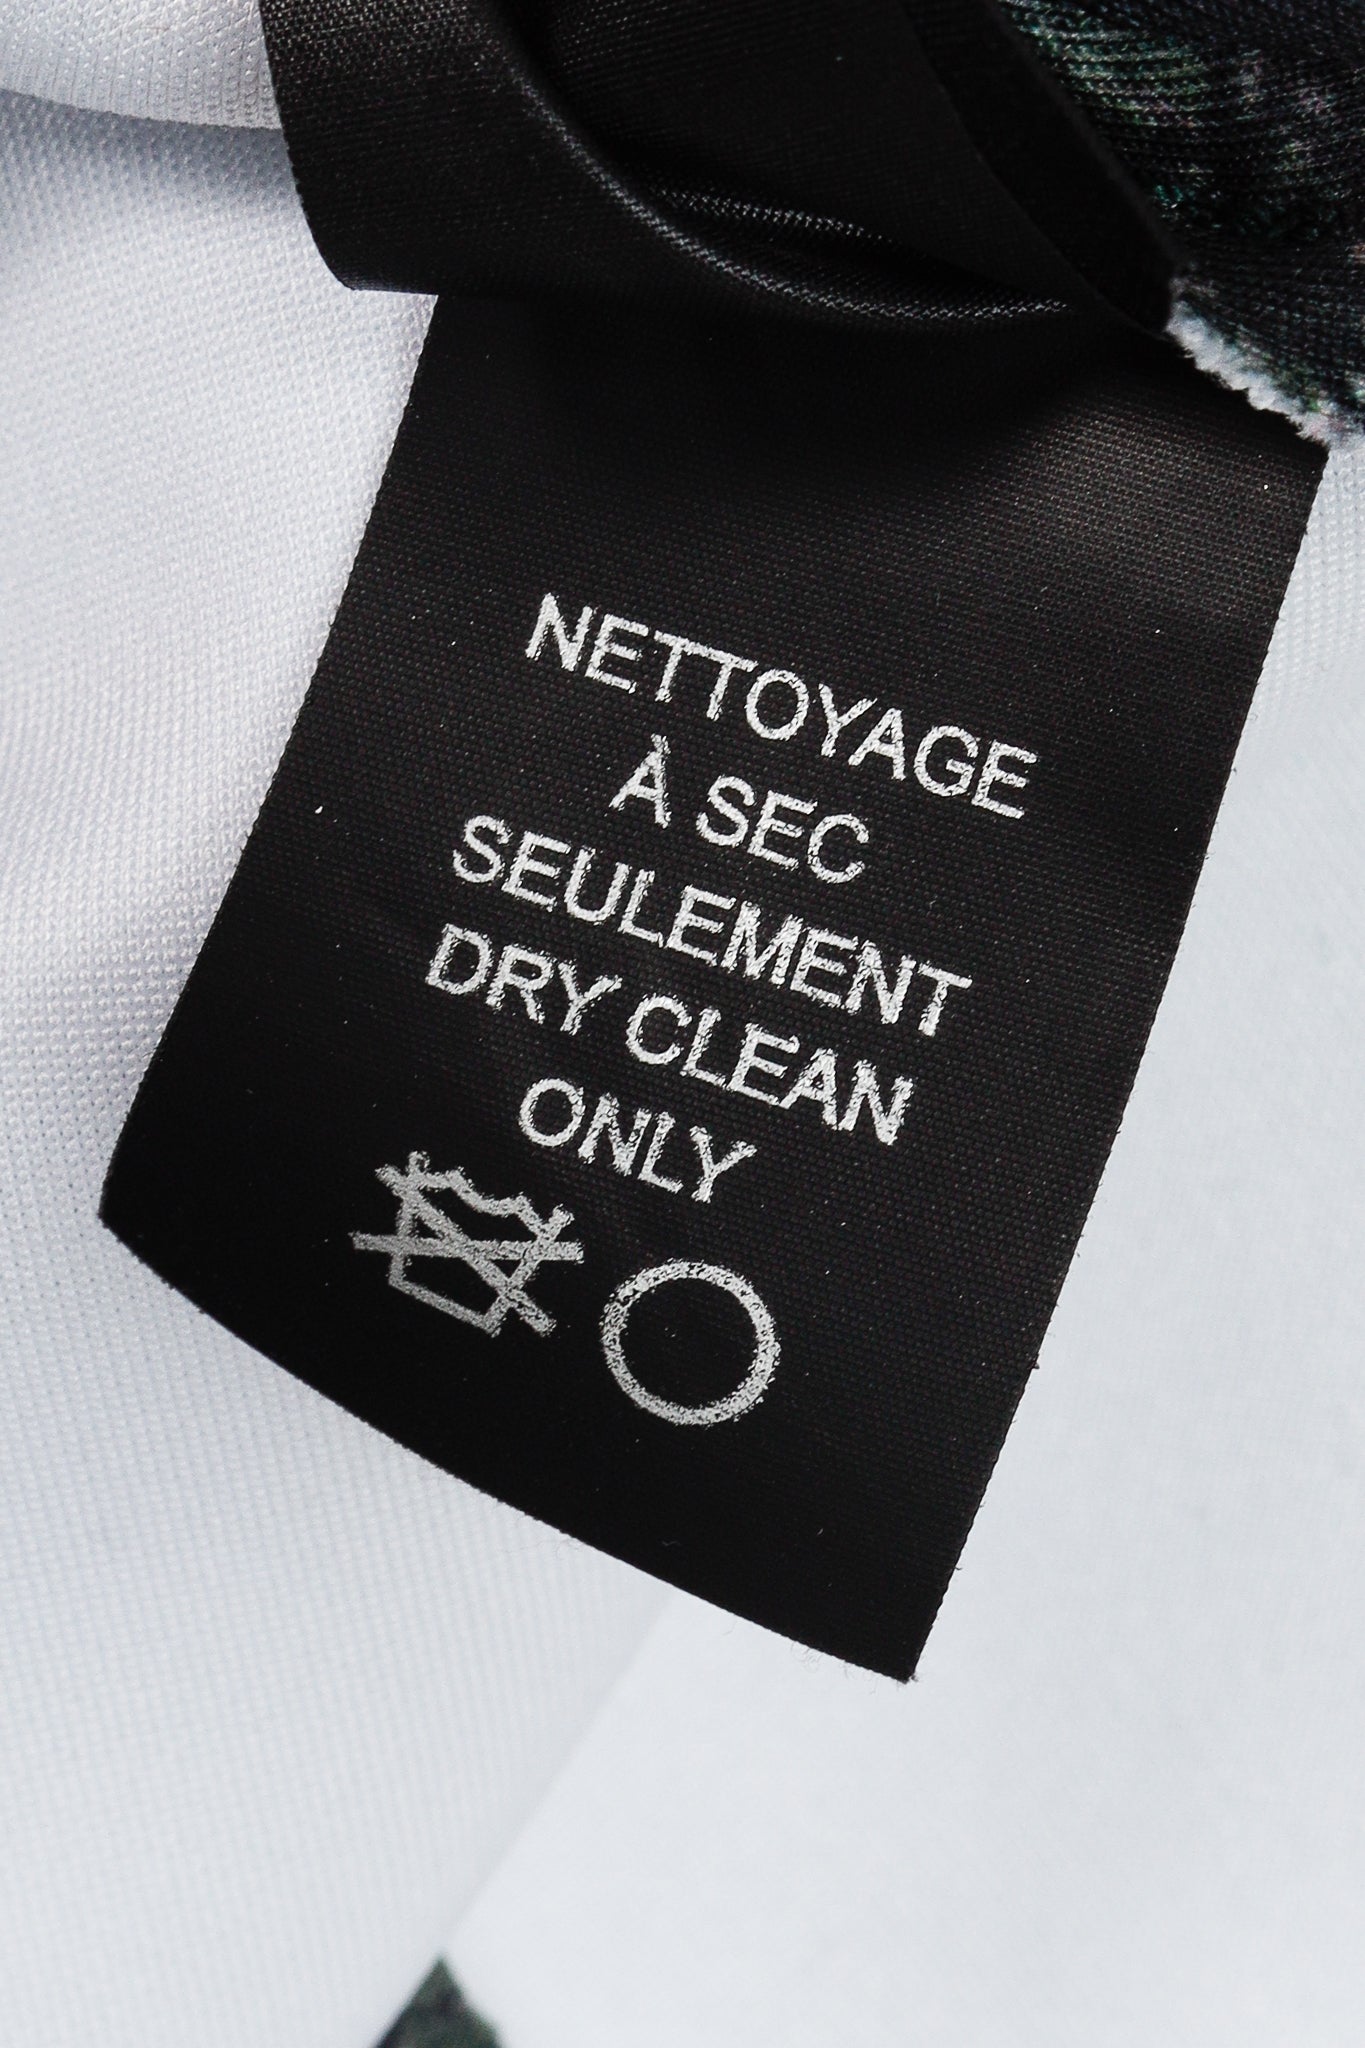 NETTOYAGE
À SEC
SEULEMENT
DRY CLEAN
ONLY